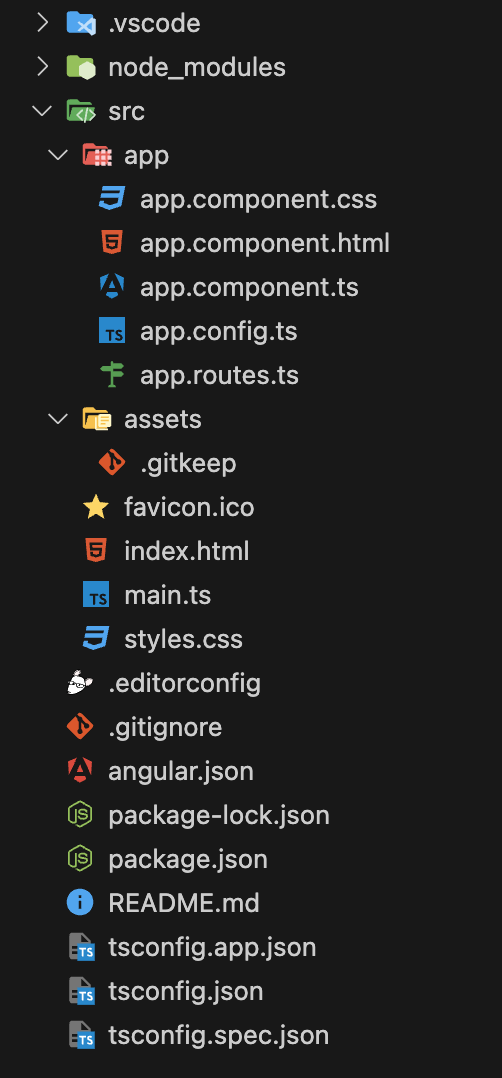 .vscode
node_modules
src
app
app.component.css
app.component.html
app.component.ts
app.config.ts
app.routes.ts
assets
.gitkeep
favicon.ico
index.html
main.ts
styles.css
.editorconfig
.gitignore
angular.json
package-lock.json
package.json
README.md
tsconfig.app.json
tsconfig.json
tsconfig.spec.json